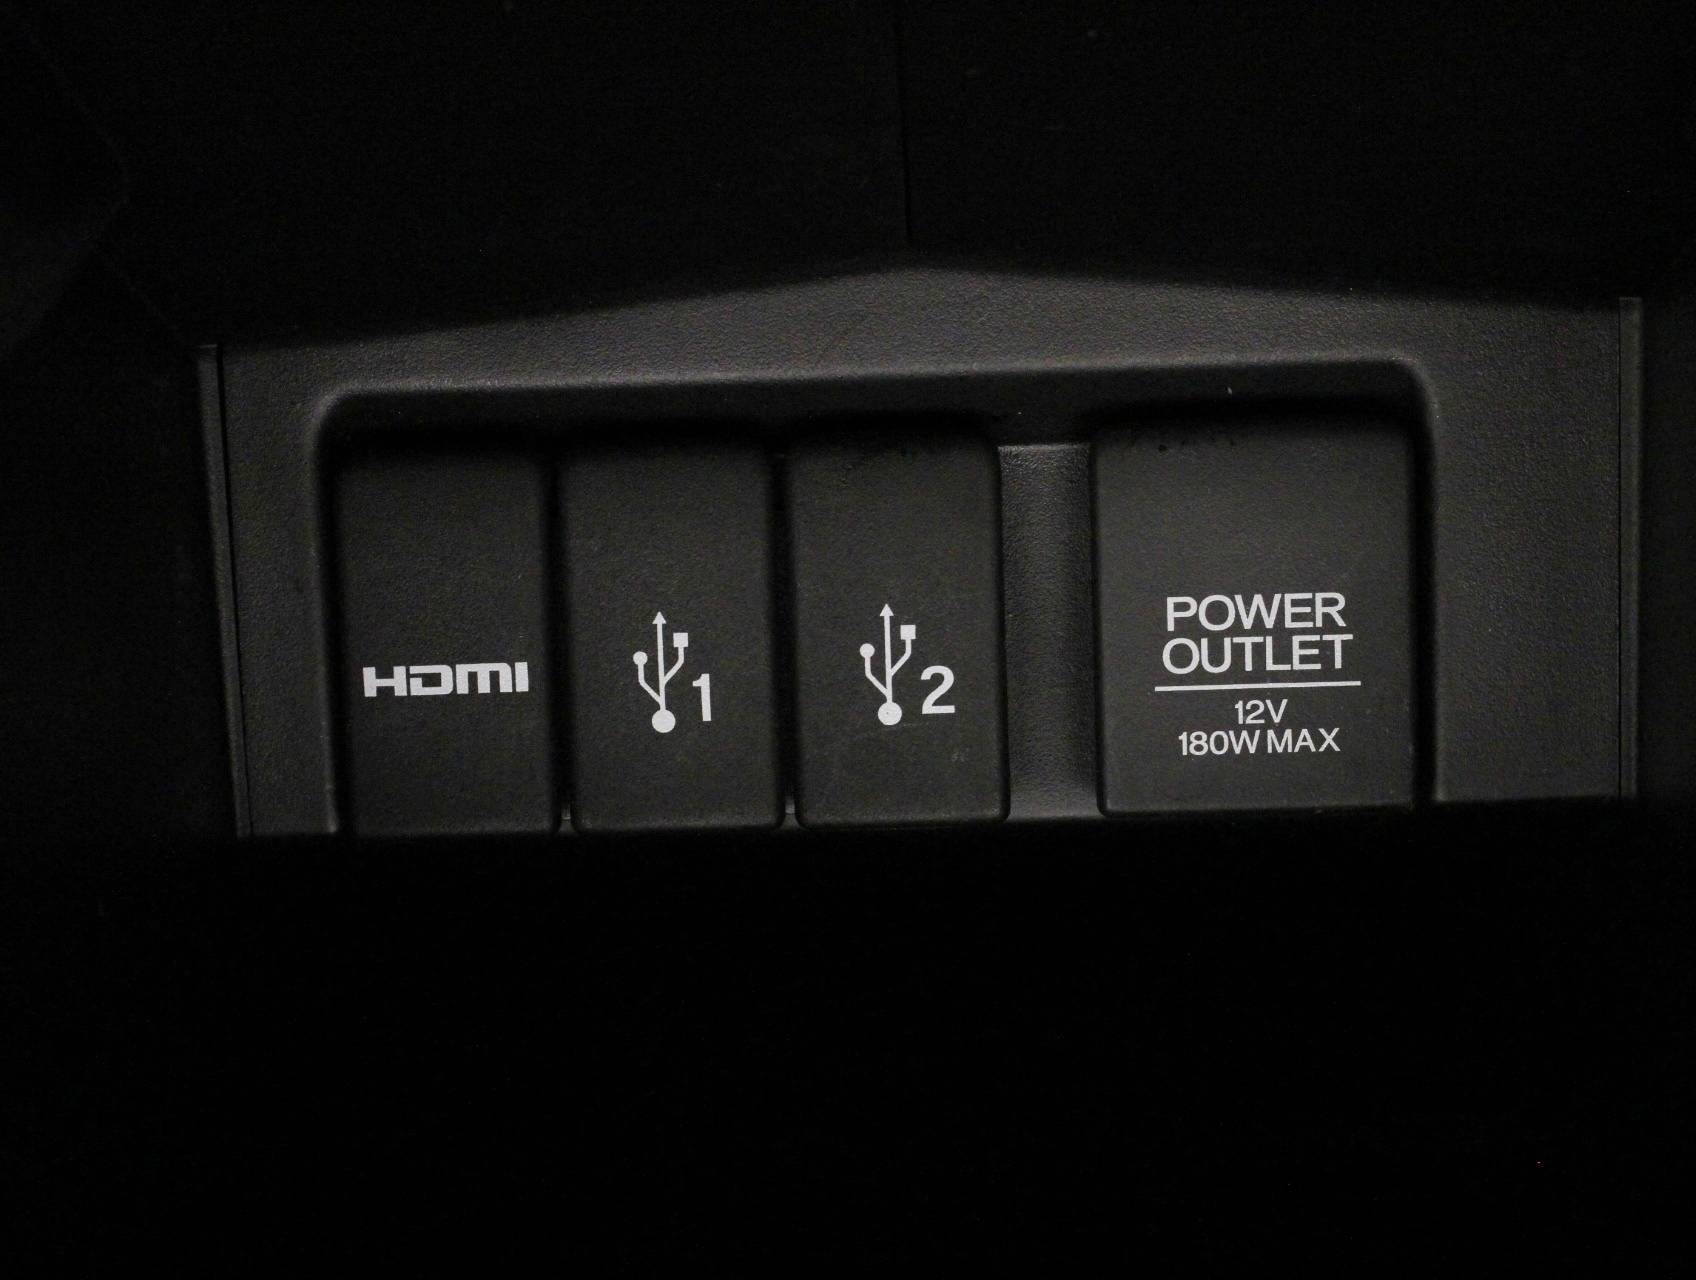 HDMI
1
2
POWER
OUTLET
12V
180W MAX